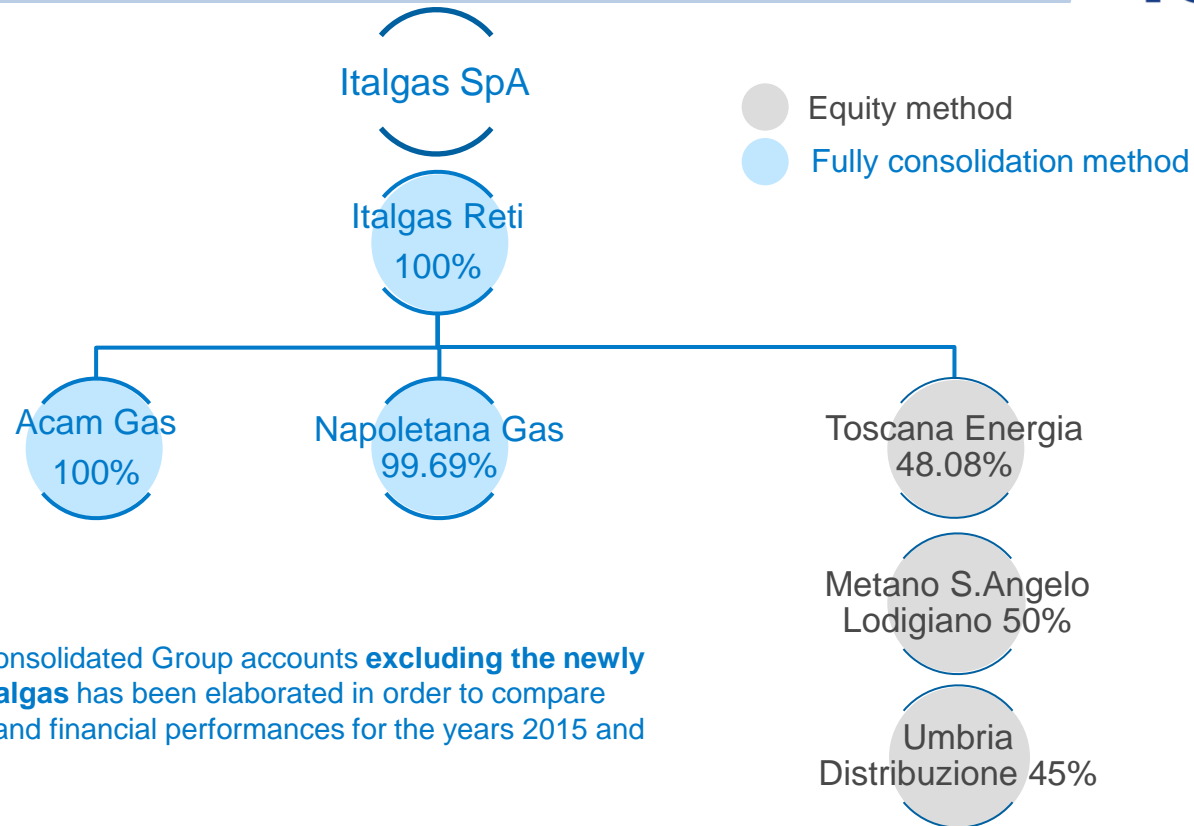 Italgas SpA
Equity method
Fully consolidation method
Italgas Reti
100%
Acam Gas
100%
Napoletana Gas
99.69%
Toscana Energia
48.08%
Metano S.Angelo
Lodigiano 50%
Umbria
Distribuzione 45%
onsolidated Group accounts excluding the newly
algas has been elaborated in order to compare
and financial performances for the years 2015 and